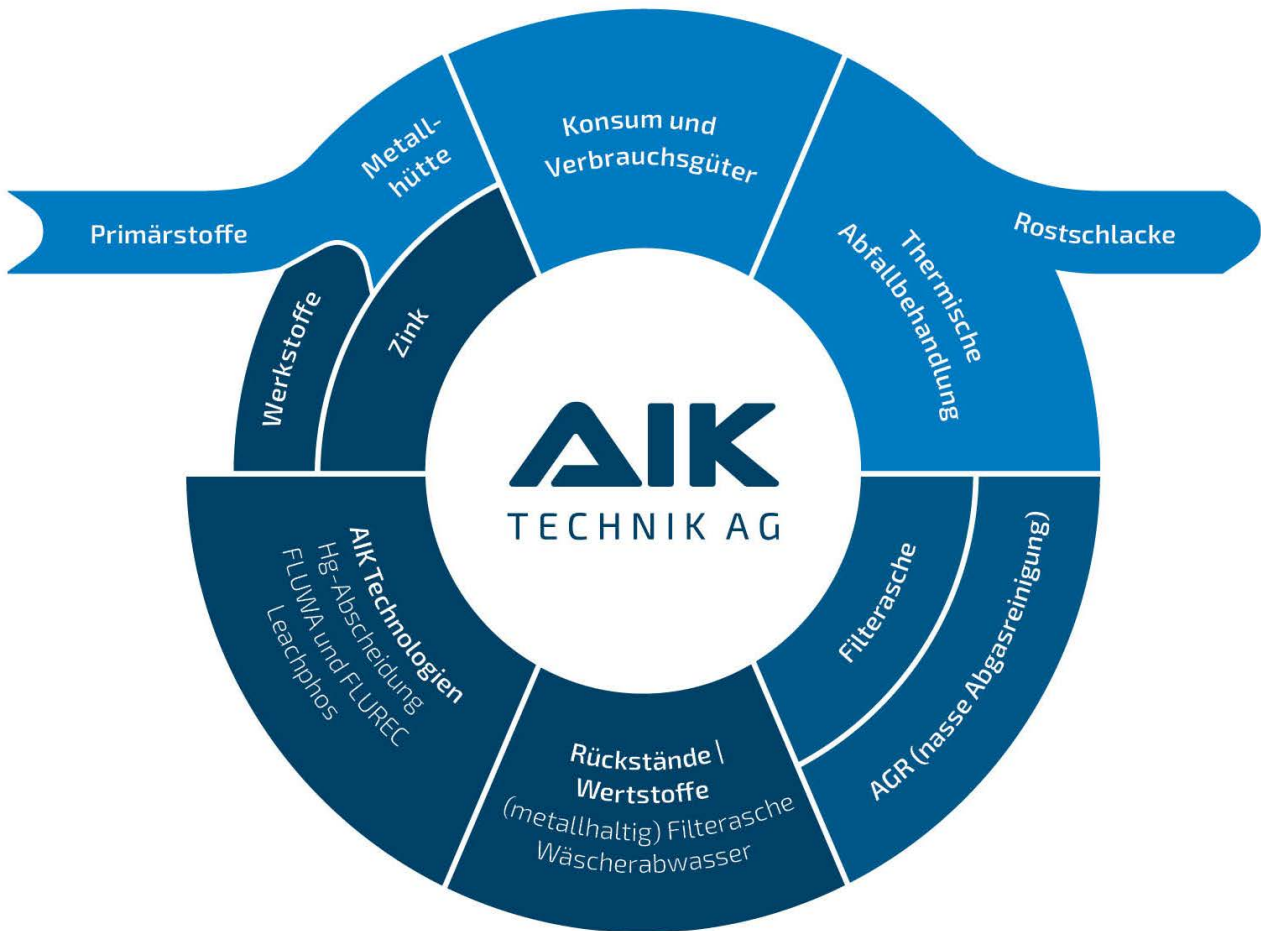 Primärstoffe
Metall-
hütte
Konsum und
Verbrauchsgüter
Thermische
Abfallbehandlung
Rostschlacke
Werkstoffe
Zink
AIK
TECHNIK AG
Filterasche
AGR (nasse Abgasreinigung)
Rückstände |
Wertstoffe
(metallhaltig) Filterasche
Wäscherabwasser
AIK Technologien
Hg-Abscheidung
FLUWA und FLUREC
Leachphos